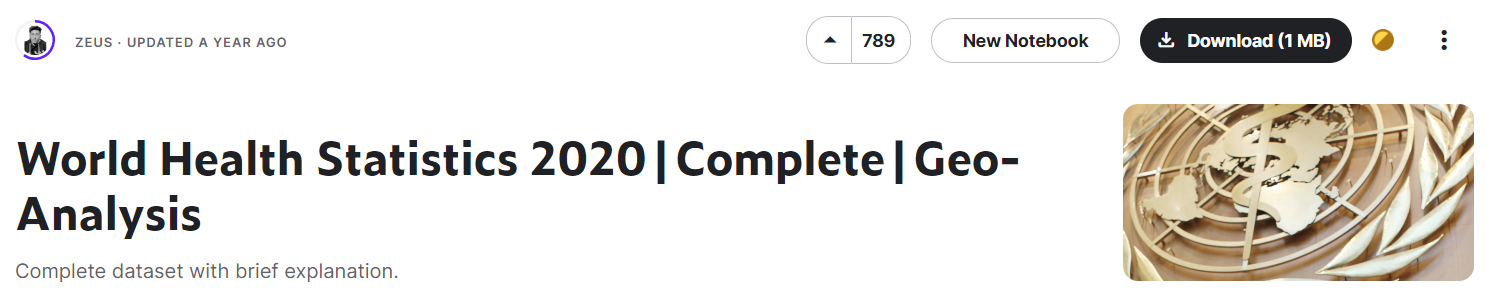 ZEUS · UPDATED A YEAR AGO
789
New Notebook
Download (1 MB)
World Health Statistics 2020|Complete|Geo-
Analysis
Complete dataset with brief explanation.